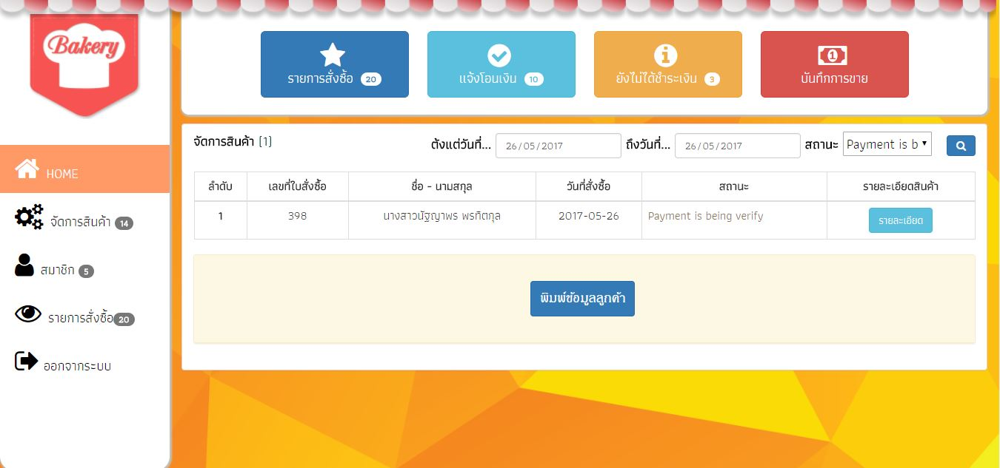 Bakery
รายการสั่งซื้อ 20
แจ้งโอนเงิน 10
ยังไม่ได้ชำระเงิน 3
บันทึกการขาย
HOME
จัดการสินค้า 14
สมาชิก 5
รายการสั่งซื้อ 20
ออกจากระบบ
จัดการสินค้า (1) ตั้งแต่วันที่... 26/05/2017 ถึงวันที่... 26/05/2017 สถานะ Payment is b
ลำดับ เลขที่ใบสั่งซื้อ ชื่อ - นามสกุล วันที่สั่งซื้อ สถานะ รายละเอียดสินค้า
1 398 นางสาวนัฐญาพร พรทิตกุล 2017-05-26 Payment is being verify รายละเอียด
พิมพ์ข้อมูลลูกค้า